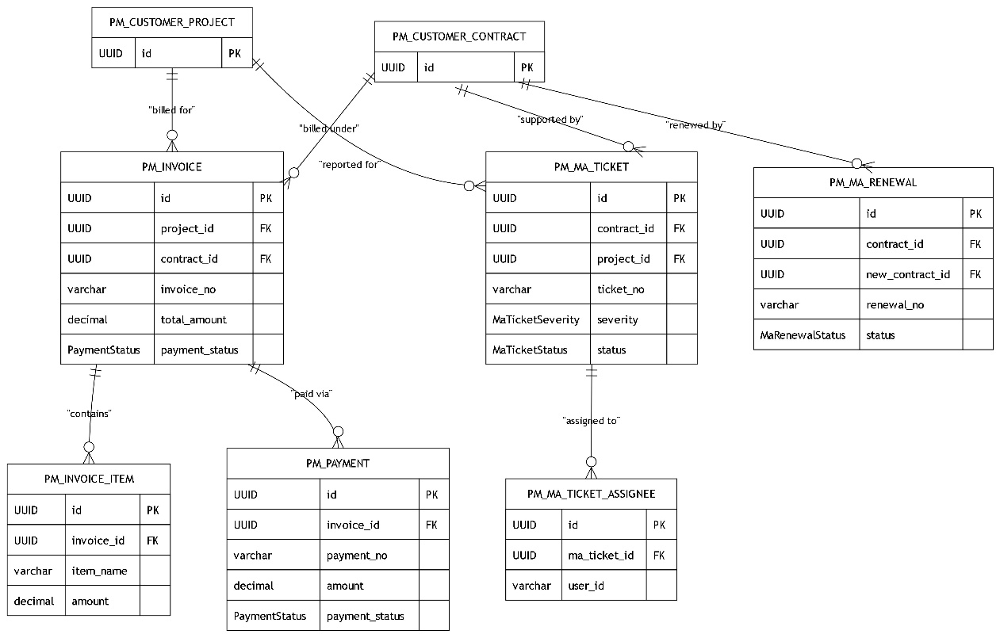 PM_CUSTOMER_PROJECT
UUID id PK
PM_CUSTOMER_CONTRACT
UUID id PK
"billed for"
"billed under"
"reported for"
"supported by"
"renewed by"
PM_INVOICE
UUID id PK
UUID project_id FK
UUID contract_id FK
varchar invoice_no
decimal total_amount
PaymentStatus payment_status
PM_MA_TICKET
UUID id PK
UUID contract_id FK
UUID project_id FK
varchar ticket_no
MaTicketSeverity severity
MaTicketStatus status
PM_MA_RENEWAL
UUID id PK
UUID contract_id FK
UUID new_contract_id FK
varchar renewal_no
MaRenewalStatus status
"contains"
"paid via"
"assigned to"
PM_INVOICE_ITEM
UUID id PK
UUID invoice_id FK
varchar item_name
decimal amount
PM_PAYMENT
UUID id PK
UUID invoice_id FK
varchar payment_no
decimal amount
PaymentStatus payment_status
PM_MA_TICKET_ASSIGNEE
UUID id PK
UUID ma_ticket_id FK
varchar user_id